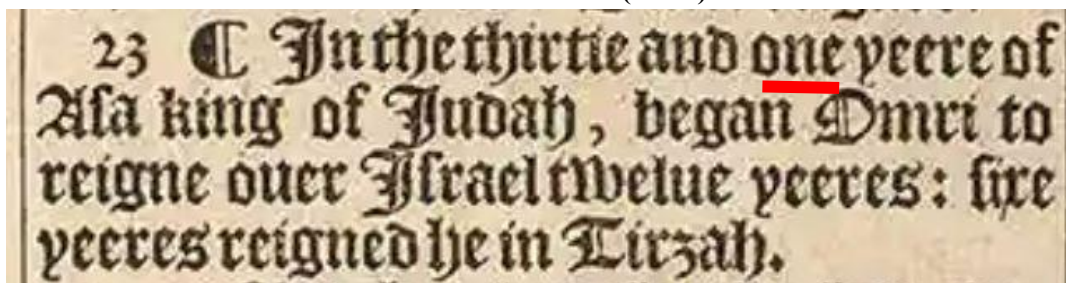 23 ¶ In the thirtie and one yeere of
Asa king of Judah, began Omri to
reigne ouer Israel twelue yeeres: sixe
yeeres reigned he in Tirzah.